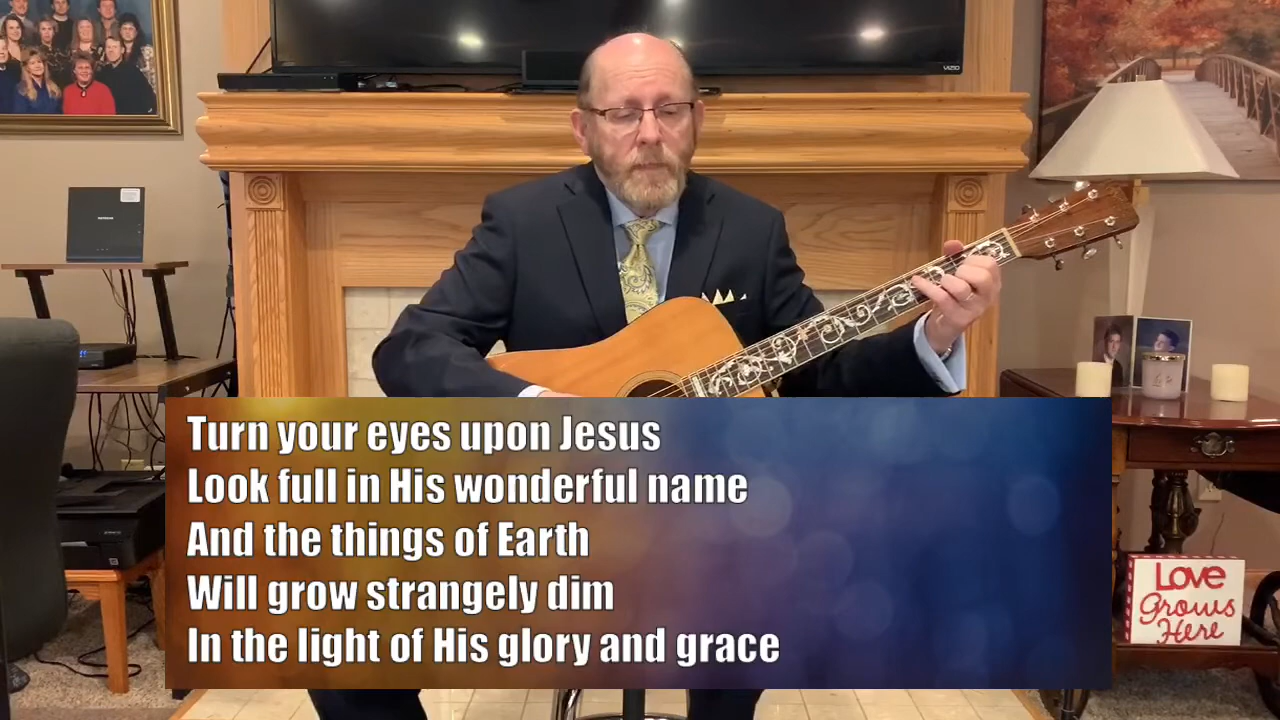 VIZIO
Turn your eyes upon Jesus
Look full in His wonderful name
And the things of Earth
Will grow strangely dim
In the light of His glory and grace
LOVE
Grows
Here